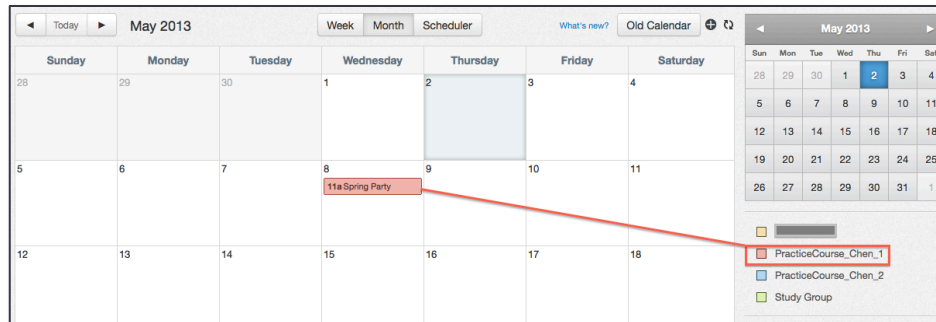 Today May 2013 Week Month Scheduler What's new? Old Calendar
Sunday Monday Tuesday Wednesday Thursday Friday Saturday
28 29 30 1 2 3 4
5 6 7 8 9 10 11
11a Spring Party
12 13 14 15 16 17 18
May 2013
Sun Mon Tue Wed Thu Fri Sat
28 29 30 1 2 3 4
5 6 7 8 9 10 11
12 13 14 15 16 17 18
19 20 21 22 23 24 25
26 27 28 29 30 31 1
PracticeCourse_Chen_1
PracticeCourse_Chen_2
Study Group